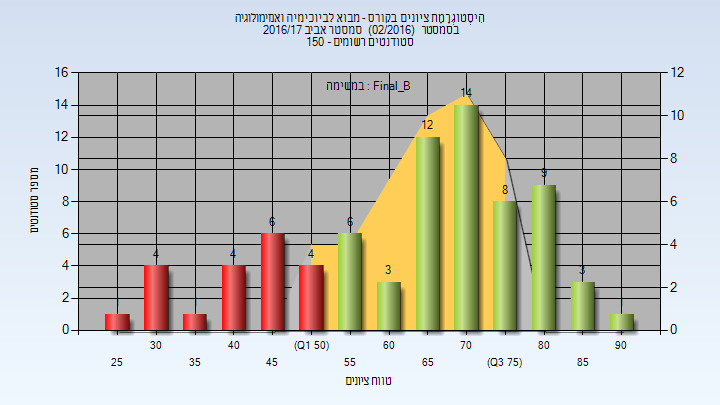 היסטוגרמת ציונים בקורס - מבוא לביוכימיה ואנזימולוגיה
בסמסטר (02/2016) סמסטר אביב 2016/17
סטודנטים רשומים - 150
במשימה : Final_B
16 14 12 10 8 6 4 2 0
מספר סטודנטים
12 10 8 6 4 2 0
1 4 1 4 6 4 6 3 12 14 8 9 3 1
30 40 (Q1 50) 60 70 80 90
25 35 45 55 65 (Q3 75) 85
טווח ציונים